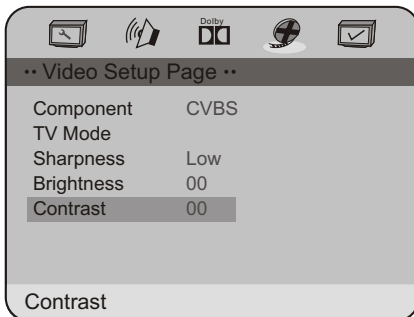 Dolby
•• Video Setup Page ••
Component CVBS
TV Mode
Sharpness Low
Brightness 00
Contrast 00
Contrast